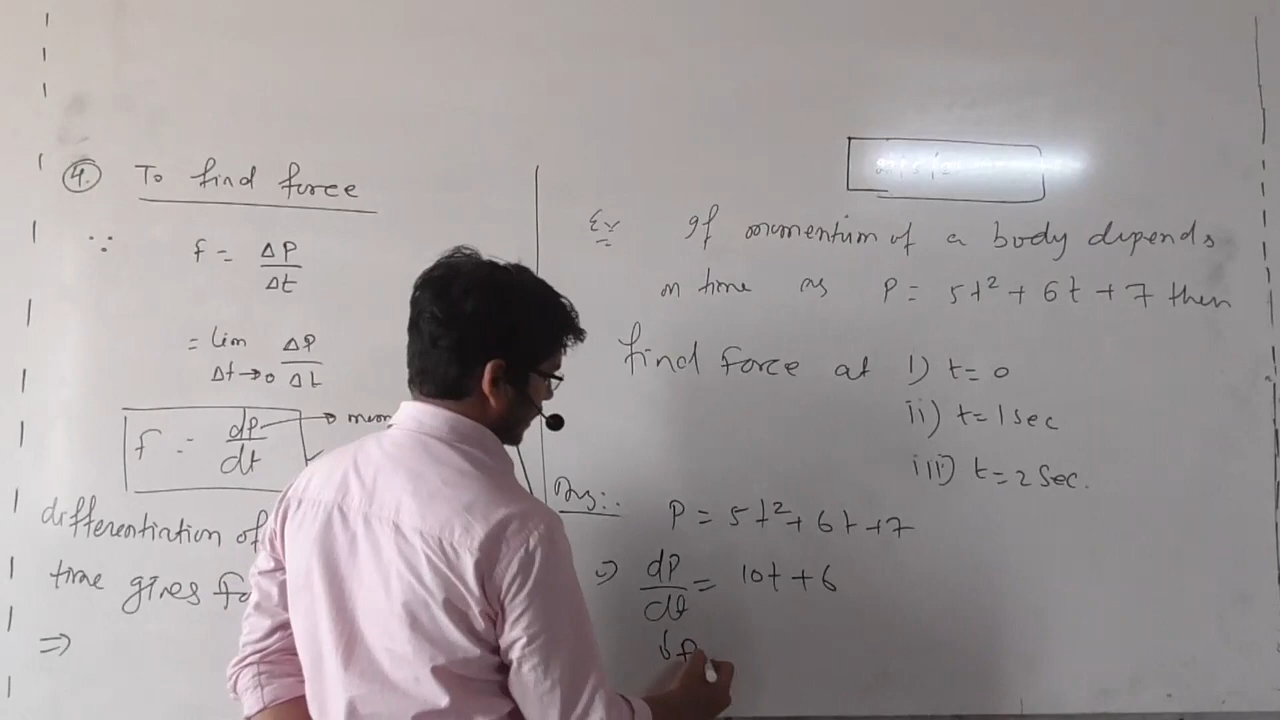 4. To find force
∵ f = ΔP
Δt
= lim ΔP
Δt→0 Δt
f = dP
dt
differentiation of
time gives
⇒
Ex If momentum of a body depends
on time as P = 5t² + 6t + 7 then
find force at i) t = 0
ii) t = 1 sec
iii) t = 2 sec.
Ans:- P = 5t² + 6t + 7
⇒ dP = 10t + 6
dt